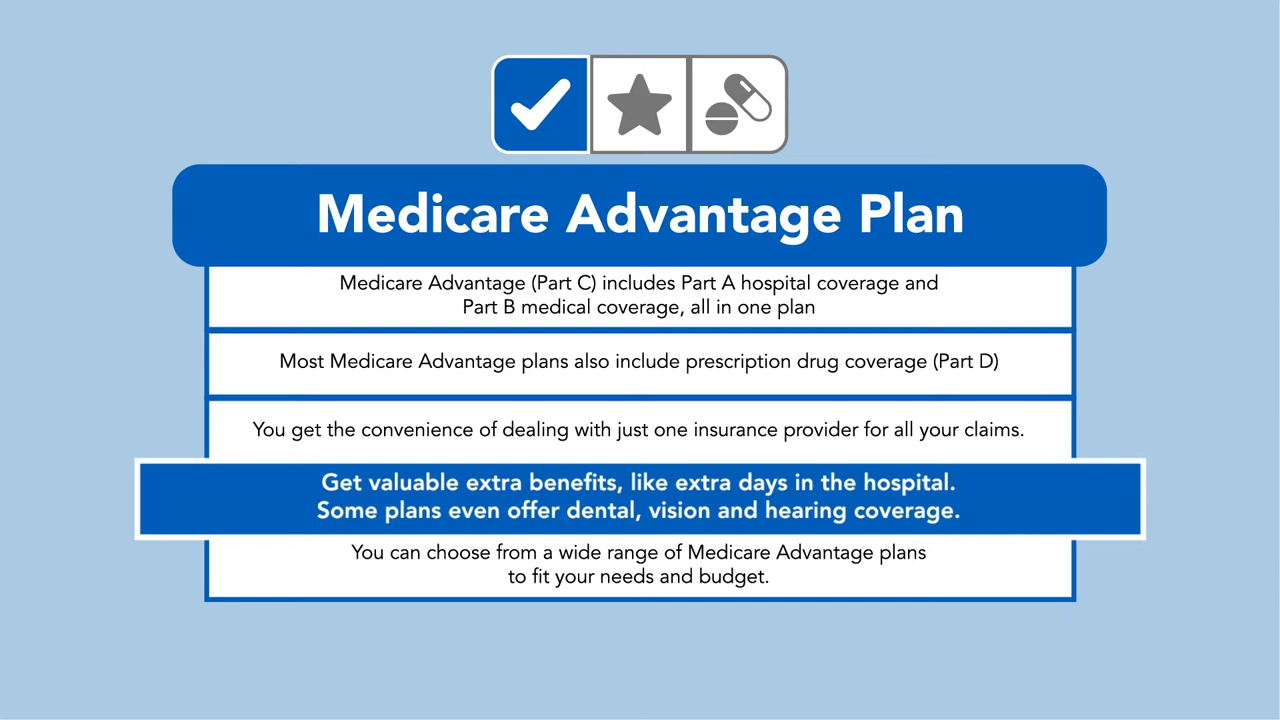 Medicare Advantage Plan
Medicare Advantage (Part C) includes Part A hospital coverage and
Part B medical coverage, all in one plan
Most Medicare Advantage plans also include prescription drug coverage (Part D)
You get the convenience of dealing with just one insurance provider for all your claims.
Get valuable extra benefits, like extra days in the hospital.
Some plans even offer dental, vision and hearing coverage.
You can choose from a wide range of Medicare Advantage plans
to fit your needs and budget.